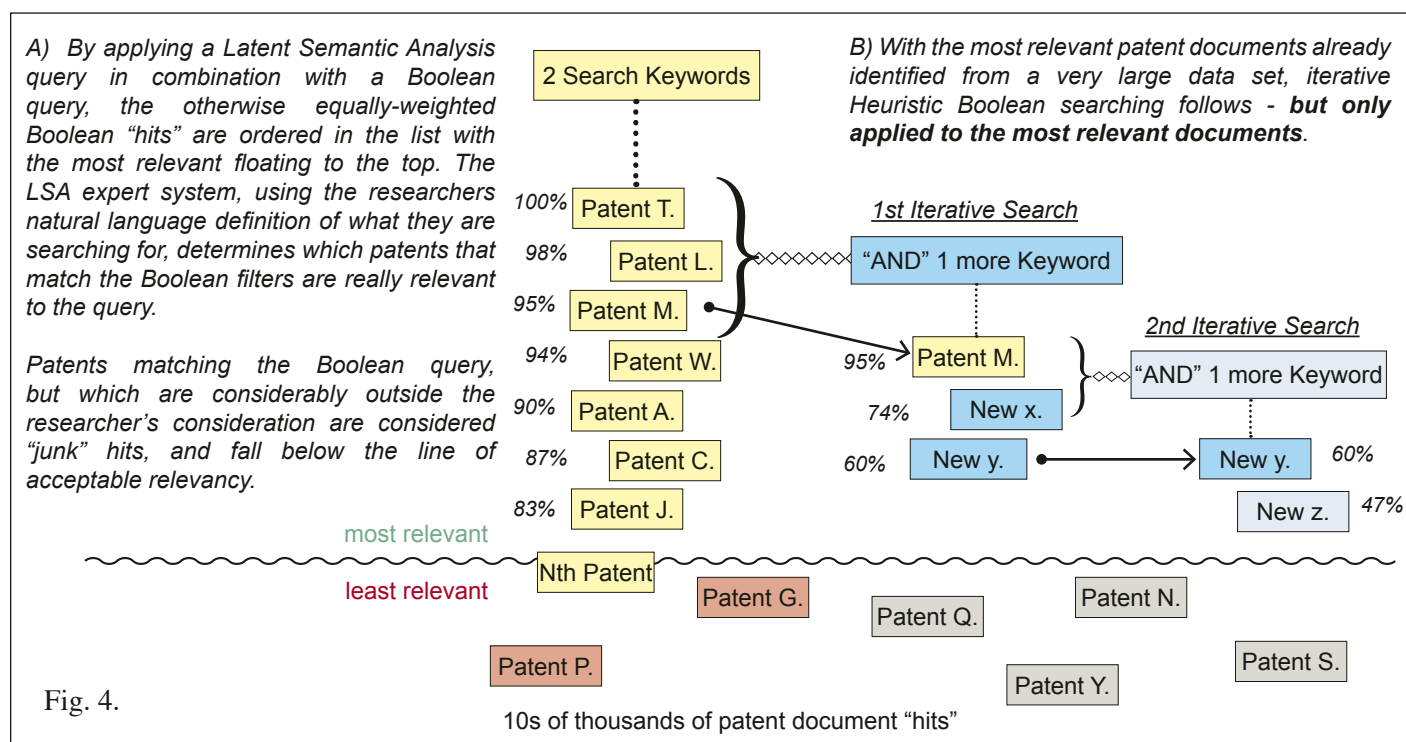 A) By applying a Latent Semantic Analysis
query in combination with a Boolean
query, the otherwise equally-weighted
Boolean “hits” are ordered in the list with
the most relevant floating to the top. The
LSA expert system, using the researchers
natural language definition of what they are
searching for, determines which patents that
match the Boolean filters are really relevant
to the query.
Patents matching the Boolean query,
but which are considerably outside the
researcher’s consideration are considered
“junk” hits, and fall below the line of
acceptable relevancy.
2 Search Keywords
B) With the most relevant patent documents already
identified from a very large data set, iterative
Heuristic Boolean searching follows - but only
applied to the most relevant documents.
100%
Patent T.
98%
Patent L.
95%
Patent M.
94%
Patent W.
90%
Patent A.
87%
Patent C.
83%
Patent J.
1st Iterative Search
“AND” 1 more Keyword
95%
Patent M.
74%
New x.
60%
New y.
2nd Iterative Search
“AND” 1 more Keyword
New y.
60%
New z.
47%
most relevant
least relevant
Nth Patent
Patent G.
Patent Q.
Patent N.
Patent P.
Patent Y.
Patent S.
Fig. 4.
10s of thousands of patent document “hits”